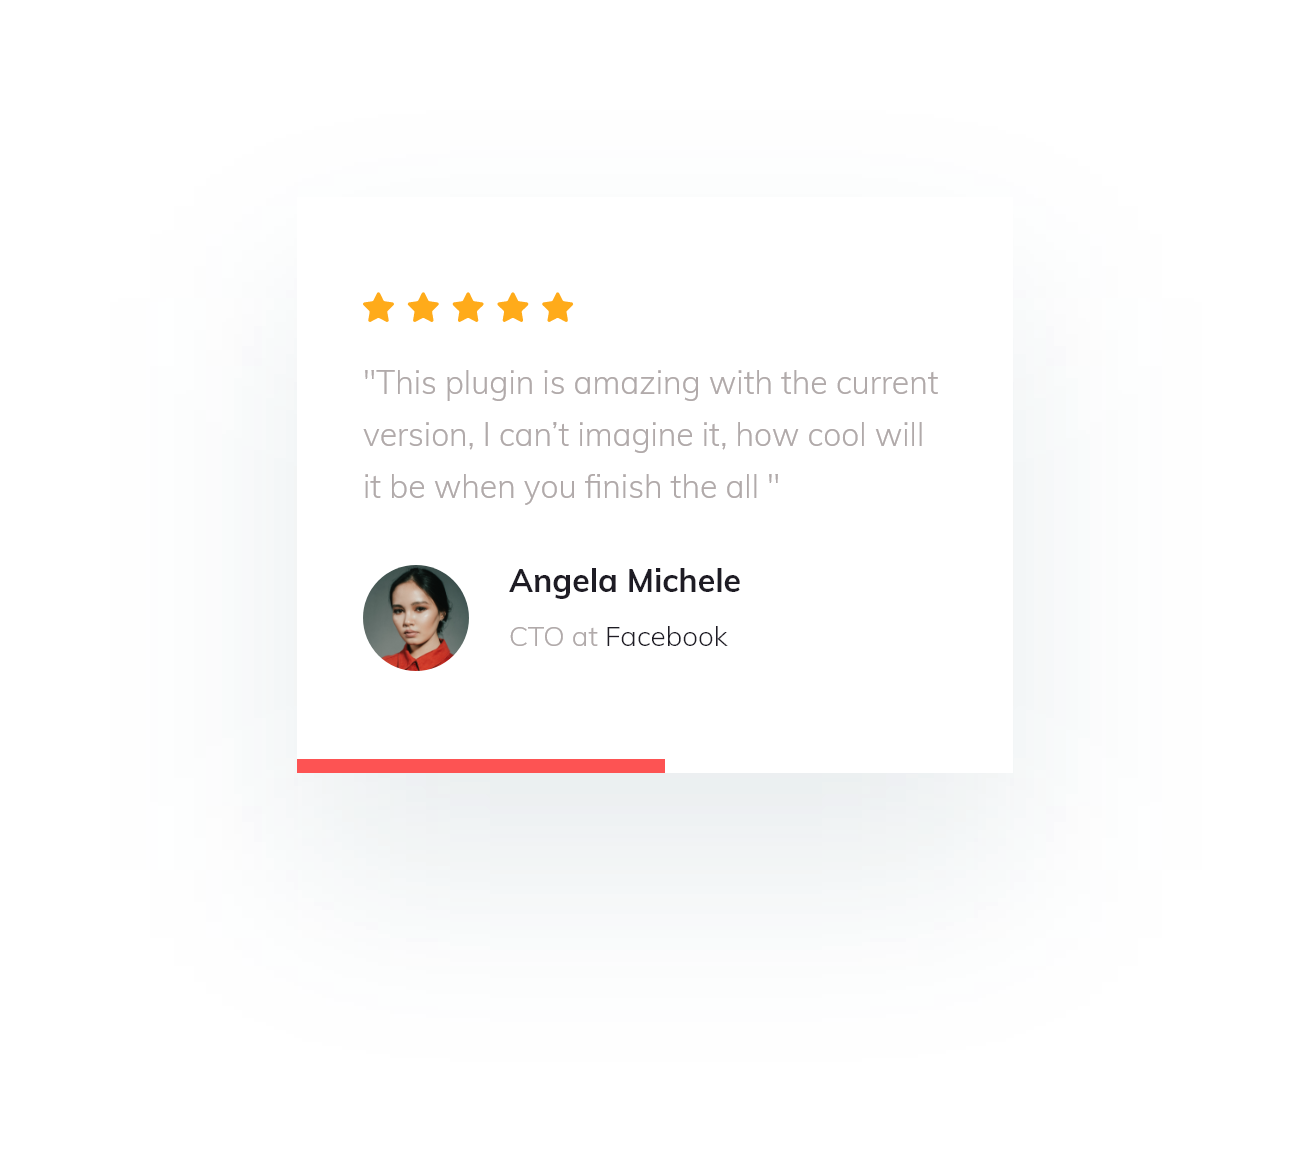 "This plugin is amazing with the current
version, I can’t imagine it, how cool will
it be when you finish the all "
Angela Michele
CTO at Facebook